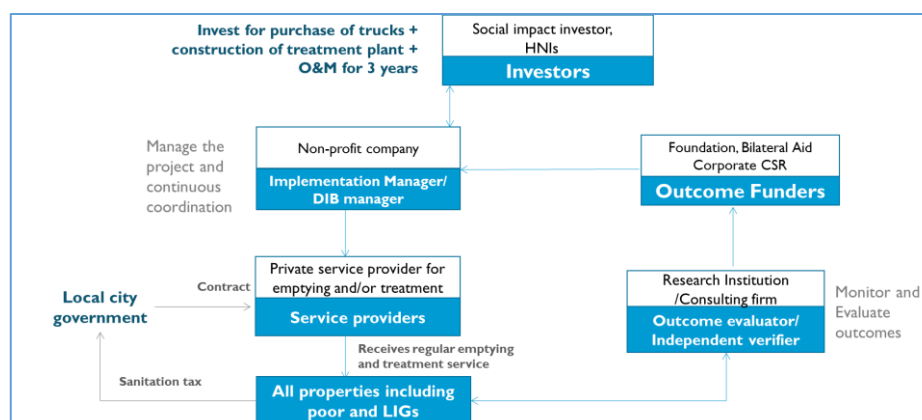 Invest for purchase of trucks +
construction of treatment plant +
O&M for 3 years
Social impact investor,
HNIs
Investors
Manage the
project and
continuous
coordination
Non-profit company
Implementation Manager/
DIB manager
Foundation, Bilateral Aid
Corporate CSR
Outcome Funders
Private service provider for
emptying and/or treatment
Service providers
Contract
Local city
government
Research Institution
/Consulting firm
Outcome evaluator/
Independent verifier
Monitor and
Evaluate
outcomes
Receives regular emptying
and treatment service
Sanitation tax
All properties including
poor and LIGs